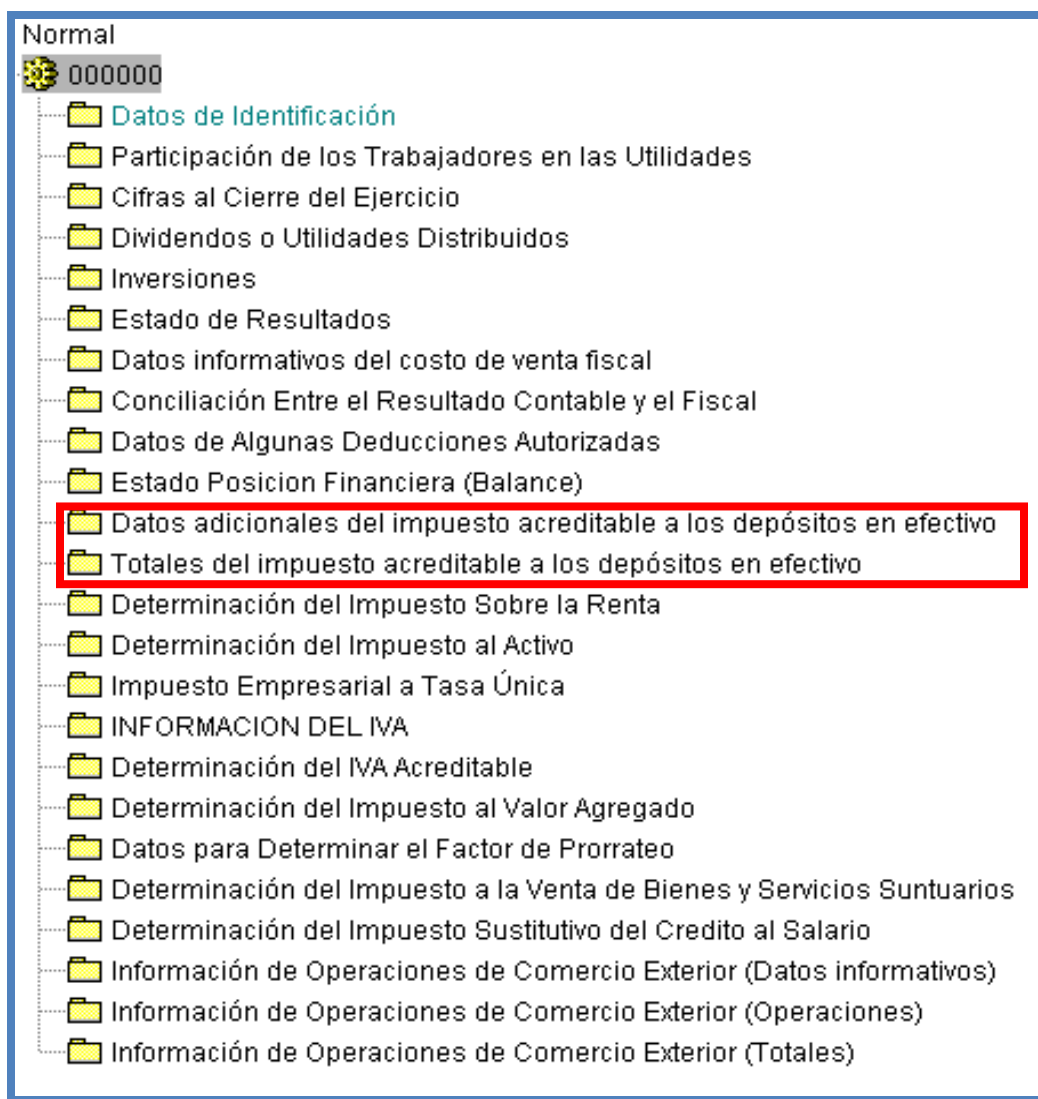 Normal
000000
Datos de Identificación
Participación de los Trabajadores en las Utilidades
Cifras al Cierre del Ejercicio
Dividendos o Utilidades Distribuidos
Inversiones
Estado de Resultados
Datos informativos del costo de venta fiscal
Conciliación Entre el Resultado Contable y el Fiscal
Datos de Algunas Deducciones Autorizadas
Estado Posicion Financiera (Balance)
Datos adicionales del impuesto acreditable a los depósitos en efectivo
Totales del impuesto acreditable a los depósitos en efectivo
Determinación del Impuesto Sobre la Renta
Determinación del Impuesto al Activo
Impuesto Empresarial a Tasa Única
INFORMACION DEL IVA
Determinación del IVA Acreditable
Determinación del Impuesto al Valor Agregado
Datos para Determinar el Factor de Prorrateo
Determinación del Impuesto a la Venta de Bienes y Servicios Suntuarios
Determinación del Impuesto Sustitutivo del Credito al Salario
Información de Operaciones de Comercio Exterior (Datos informativos)
Información de Operaciones de Comercio Exterior (Operaciones)
Información de Operaciones de Comercio Exterior (Totales)